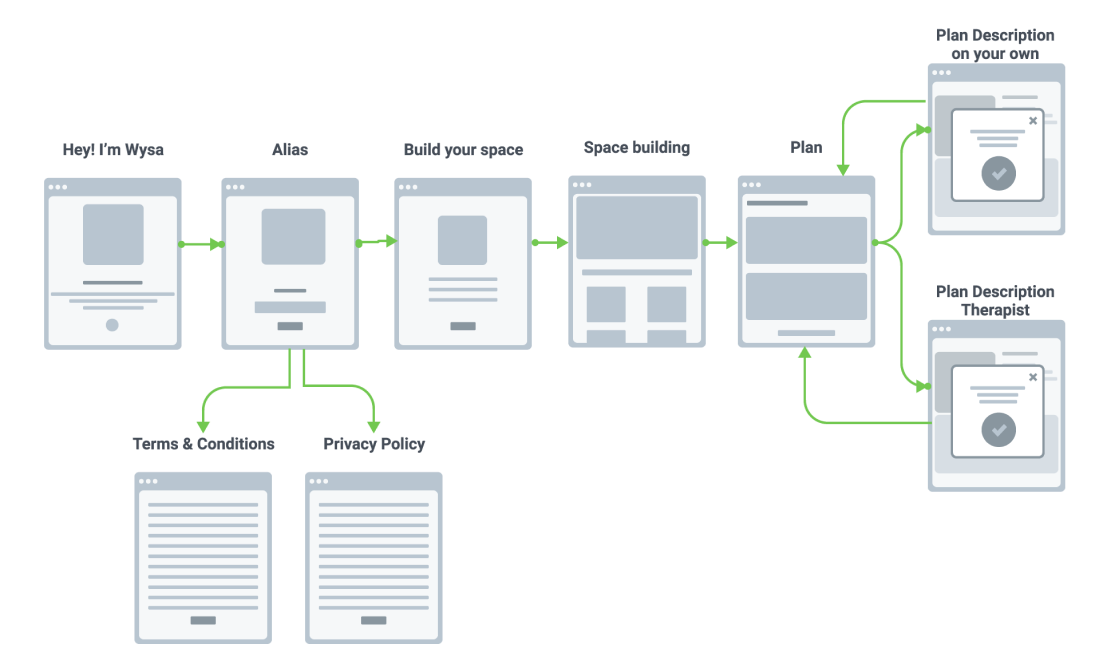 Plan Description
on your own
Hey! I’m Wysa
Alias
Build your space
Space building
Plan
Plan Description
Therapist
Terms & Conditions
Privacy Policy